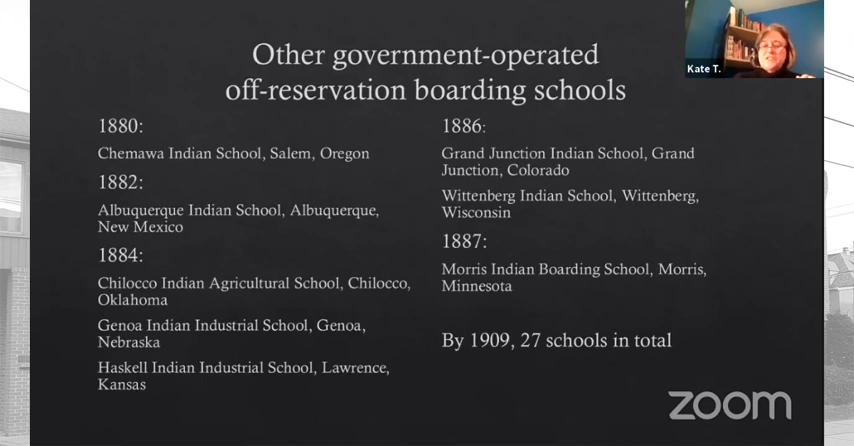 Other government-operated
off-reservation boarding schools
1880:
Chemawa Indian School, Salem, Oregon
1882:
Albuquerque Indian School, Albuquerque,
New Mexico
1884:
Chilocco Indian Agricultural School, Chilocco,
Oklahoma
Genoa Indian Industrial School, Genoa,
Nebraska
Haskell Indian Industrial School, Lawrence,
Kansas
1886:
Grand Junction Indian School, Grand
Junction, Colorado
Wittenberg Indian School, Wittenberg,
Wisconsin
1887:
Morris Indian Boarding School, Morris,
Minnesota
By 1909, 27 schools in total
Kate T.
zoom